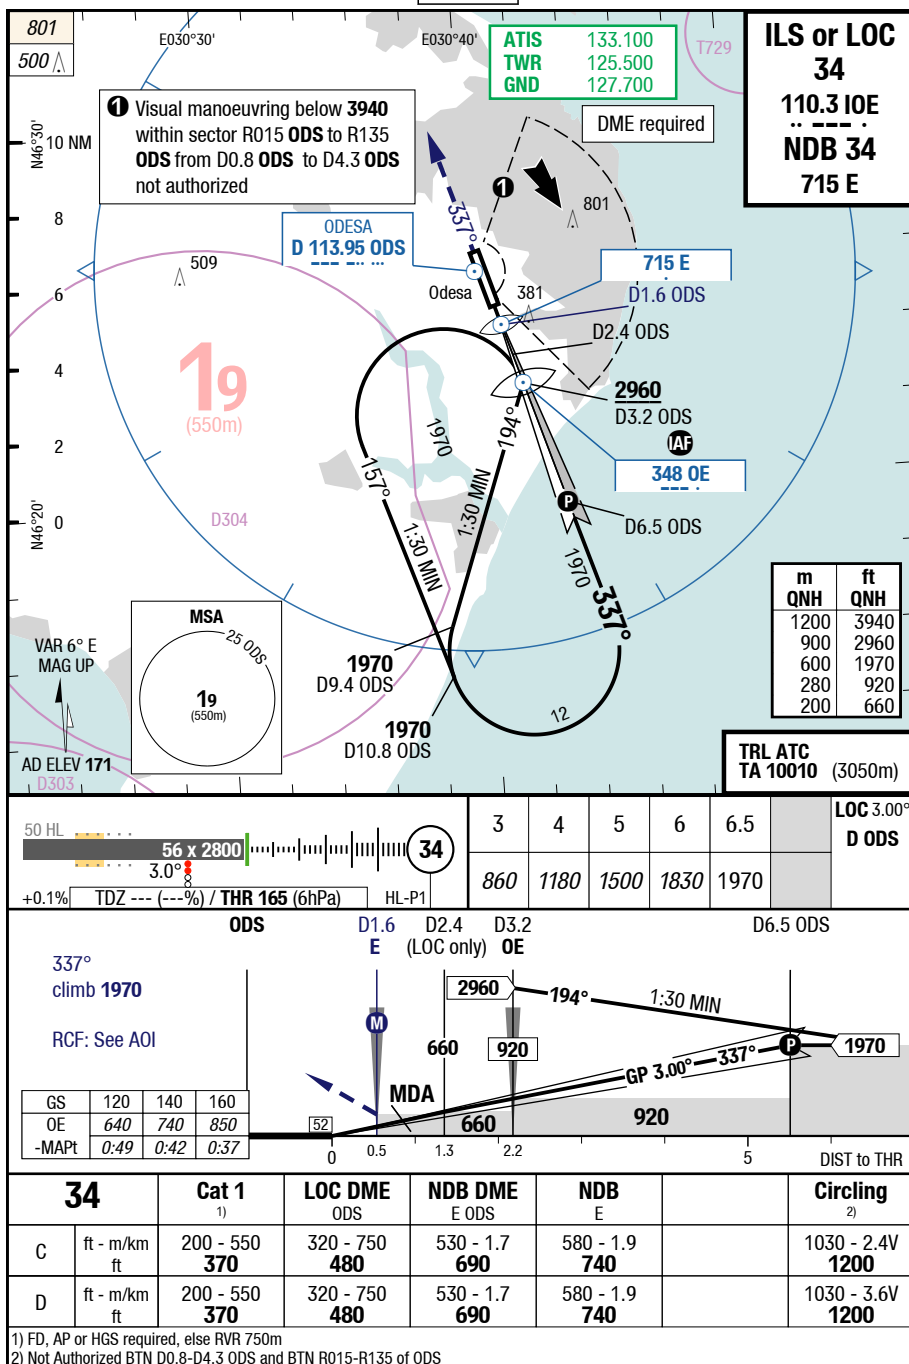 801
500
E030°30'
E030°40'
ATIS 133.100
TWR 125.500
GND 127.700
T729
ILS or LOC
34
110.3 IOE
NDB 34
715 E
DME required
1 Visual manoeuvring below 3940
within sector R015 ODS to R135
ODS from D0.8 ODS to D4.3 ODS
not authorized
N46°30'
10 NM
8
6
4
2
0
N46°20'
1
801
337°
ODESA
D 113.95 ODS
509
Odesa
381
715 E
D1.6 ODS
D2.4 ODS
2960
D3.2 ODS
IAF
348 OE
19
(550m)
1970
194°
157°
1:30 MIN
1:30 MIN
P
D6.5 ODS
D304
1970
337°
m ft
QNH QNH
1200 3940
900 2960
600 1970
280 920
200 660
MSA
25 ODS
19
(550m)
VAR 6° E
MAG UP
1970
D9.4 ODS
1970
D10.8 ODS
12
AD ELEV 171
D303
TRL ATC
TA 10010 (3050m)
50 HL
56 x 2800
34
3.0°
+0.1%
TDZ --- (---%) / THR 165 (6hPa)
HL-P1
3 4 5 6 6.5 LOC 3.00°
D ODS
860 1180 1500 1830 1970
ODS D1.6 D2.4 D3.2 D6.5 ODS
E (LOC only) OE
337°
climb 1970
RCF: See AOI
2960
194°
1:30 MIN
M
660
920
P
1970
GP 3.00°
337°
MDA
660
920
52
GS 120 140 160
OE 640 740 850
-MAPt 0:49 0:42 0:37
0 0.5 1.3 2.2 5 DIST to THR
34 Cat 1 LOC DME NDB DME NDB Circling
1) ODS E ODS E 2)
C ft - m/km 200 - 550 320 - 750 530 - 1.7 580 - 1.9 1030 - 2.4V
ft 370 480 690 740 1200
D ft - m/km 200 - 550 320 - 750 530 - 1.7 580 - 1.9 1030 - 3.6V
ft 370 480 690 740 1200
1) FD, AP or HGS required, else RVR 750m
2) Not Authorized BTN D0.8-D4.3 ODS and BTN R015-R135 of ODS